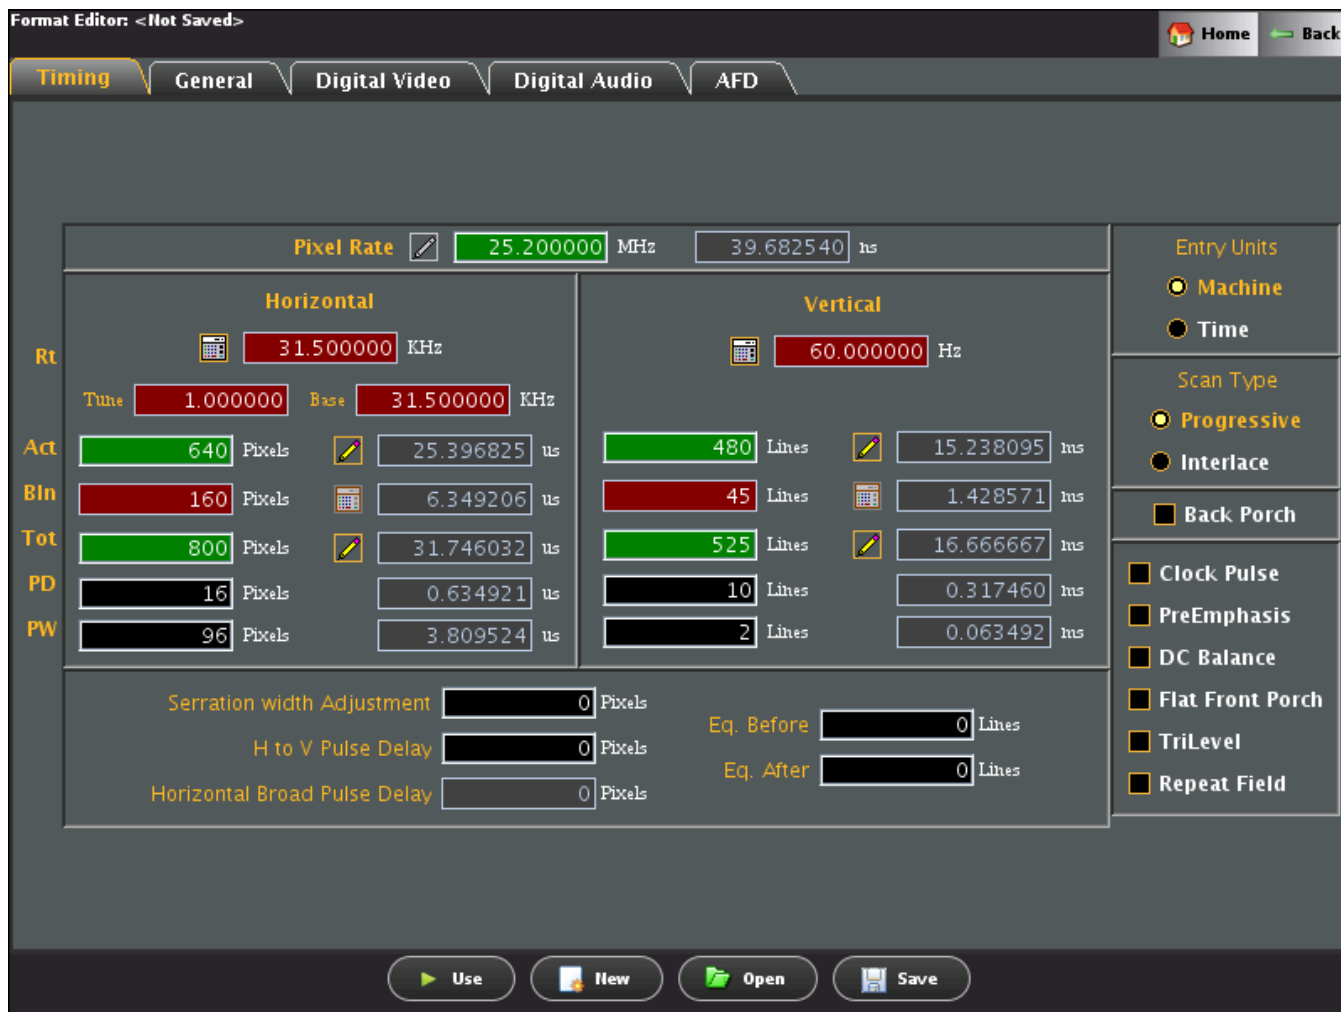 Format Editor: <Not Saved>
Home
Back
Timing
General
Digital Video
Digital Audio
AFD
Pixel Rate 25.200000 MHz 39.682540 ns
Horizontal
Rt 31.500000 KHz
Tune 1.000000 Base 31.500000 KHz
Act 640 Pixels 25.396825 us
Bln 160 Pixels 6.349206 us
Tot 800 Pixels 31.746032 us
PD 16 Pixels 0.634921 us
PW 96 Pixels 3.809524 us
Vertical
60.000000 Hz
480 Lines 15.238095 ms
45 Lines 1.428571 ms
525 Lines 16.666667 ms
10 Lines 0.317460 ms
2 Lines 0.063492 ms
Serration width Adjustment 0 Pixels
H to V Pulse Delay 0 Pixels
Horizontal Broad Pulse Delay 0 Pixels
Eq. Before 0 Lines
Eq. After 0 Lines
Entry Units
Machine
Time
Scan Type
Progressive
Interlace
Back Porch
Clock Pulse
PreEmphasis
DC Balance
Flat Front Porch
TriLevel
Repeat Field
Use
New
Open
Save